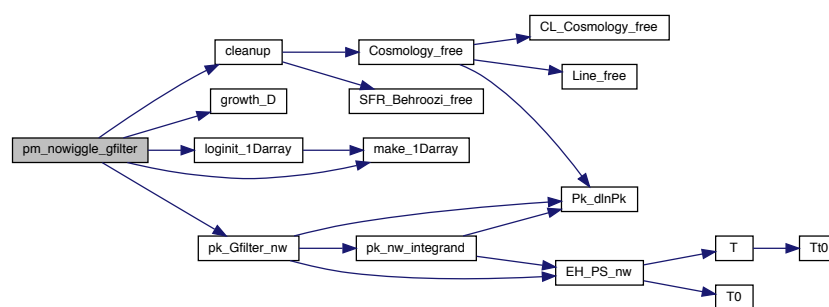 CL_Cosmology_free
cleanup
Cosmology_free
Line_free
growth_D
SFR_Behroozi_free
pm_nowiggle_gfilter
loginit_1Darray
make_1Darray
Pk_dlnPk
pk_Gfilter_nw
pk_nw_integrand
T
Tt0
EH_PS_nw
T0